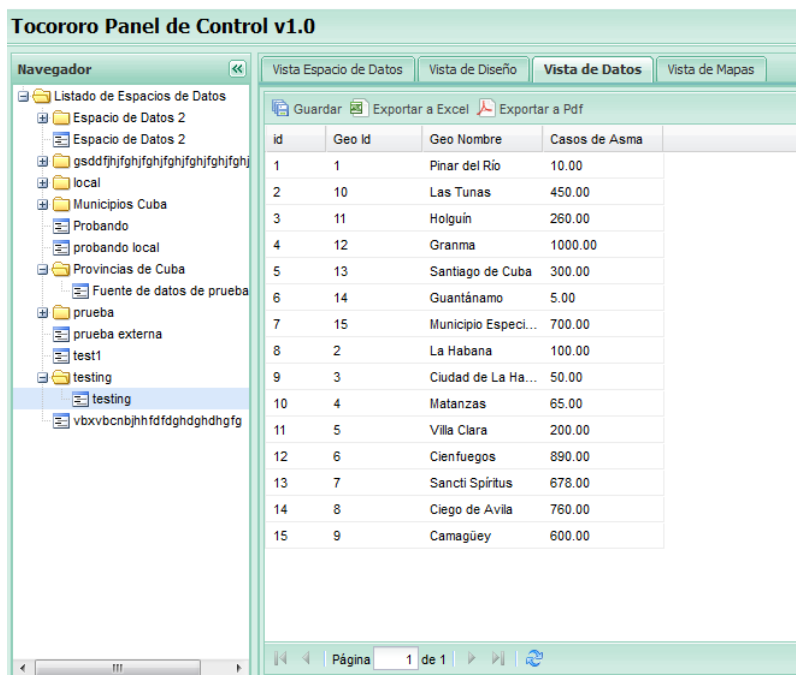 Tocororo Panel de Control v1.0
Navegador
Listado de Espacios de Datos
Espacio de Datos 2
Espacio de Datos 2
gsddfjhjfghjfghjfghjfghjfghjfghj
local
Municipios Cuba
Probando
probando local
Provincias de Cuba
Fuente de datos de prueba
prueba
prueba externa
test1
testing
testing
vbxvbcnbjhhfdfdghdghdhgfg
Vista Espacio de Datos Vista de Diseño Vista de Datos Vista de Mapas
Guardar Exportar a Excel Exportar a Pdf
id Geo Id Geo Nombre Casos de Asma
1 1 Pinar del Río 10.00
2 10 Las Tunas 450.00
3 11 Holguín 260.00
4 12 Granma 1000.00
5 13 Santiago de Cuba 300.00
6 14 Guantánamo 5.00
7 15 Municipio Especi... 700.00
8 2 La Habana 100.00
9 3 Ciudad de La Ha... 50.00
10 4 Matanzas 65.00
11 5 Villa Clara 200.00
12 6 Cienfuegos 890.00
13 7 Sancti Spíritus 678.00
14 8 Ciego de Avila 760.00
15 9 Camagüey 600.00
Página 1 de 1